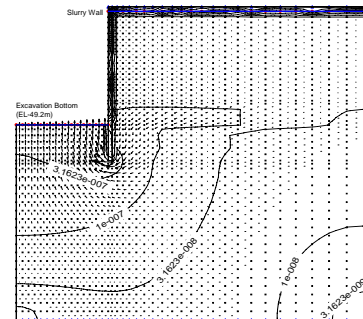 Slurry Wall
Excavation Bottom
(EL-49.2m)
3.1623e-007
1e-007
3.1623e-008
1e-008
3.1623e-009